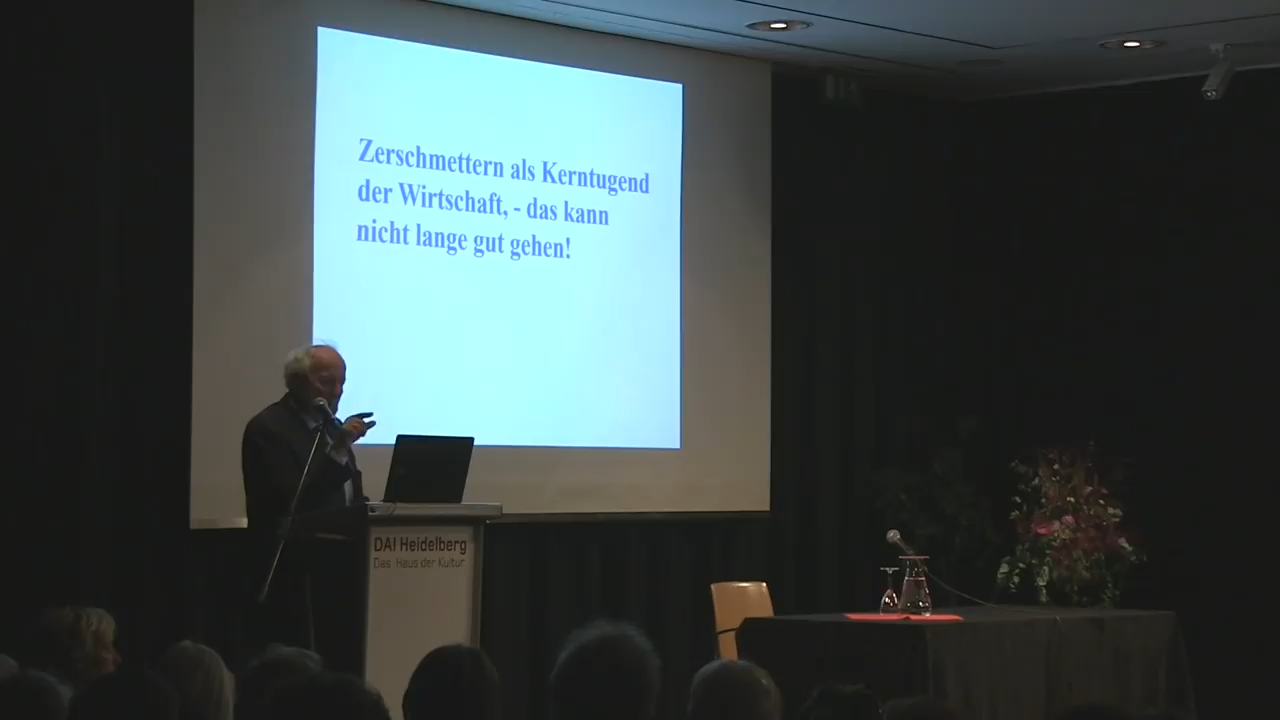 Zerschmettern als Kerntugend
der Wirtschaft, - das kann
nicht lange gut gehen!
DAI Heidelberg
Das Haus der Kultur